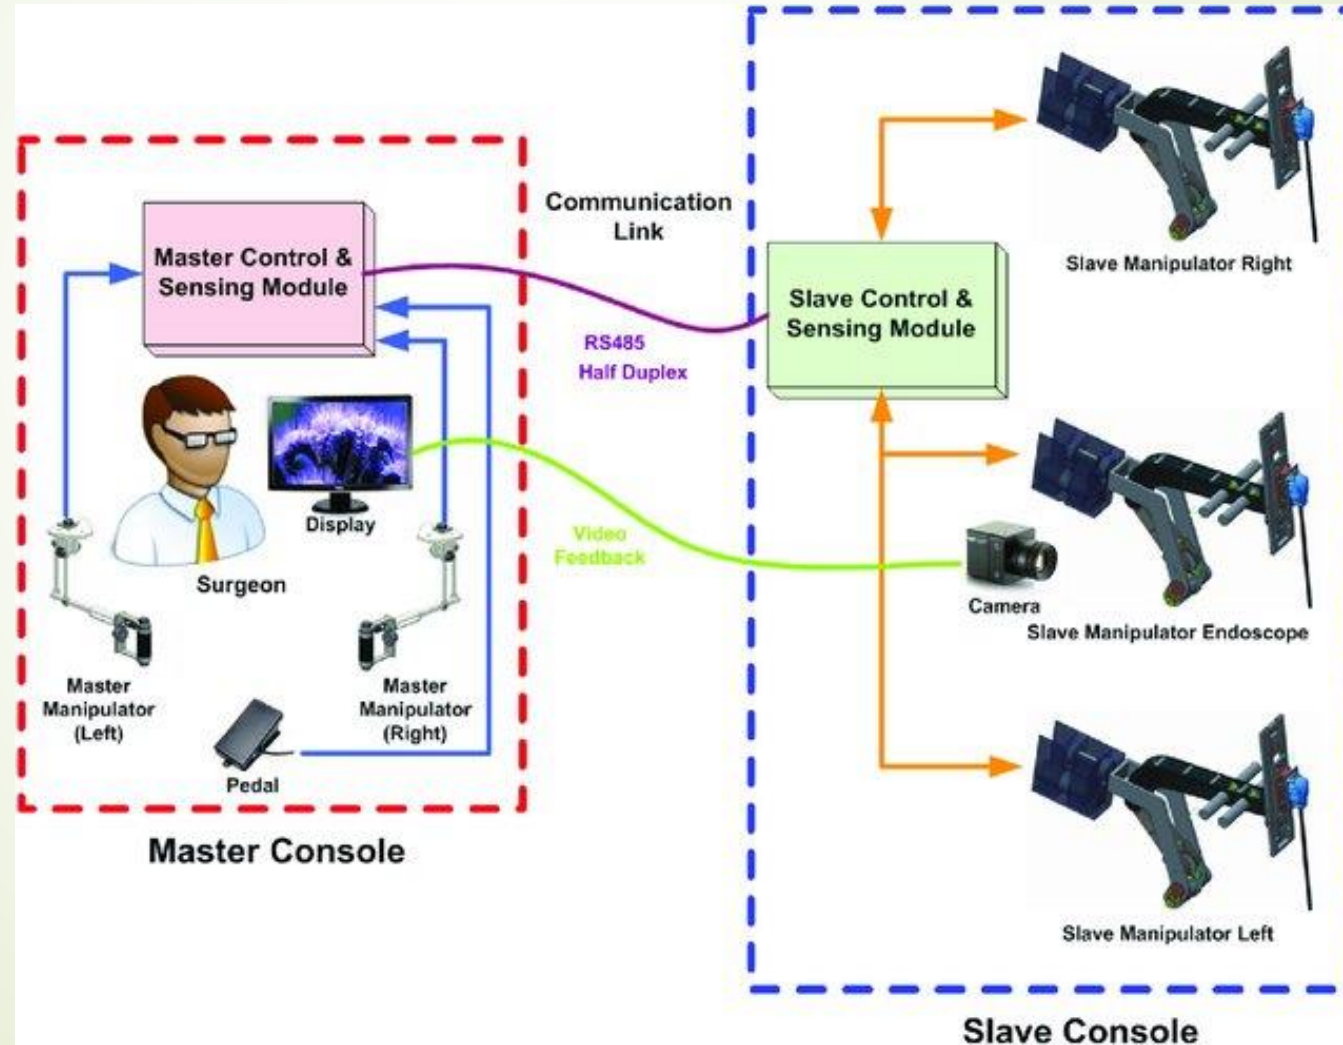 Communication
Link
Master Control &
Sensing Module
Slave Manipulator Right
Slave Control &
Sensing Module
RS485
Half Duplex
Display
Video
Feedback
Surgeon
Camera
Slave Manipulator Endoscope
Master
Manipulator
(Left)
Master
Manipulator
(Right)
Pedal
Master Console
Slave Manipulator Left
Slave Console